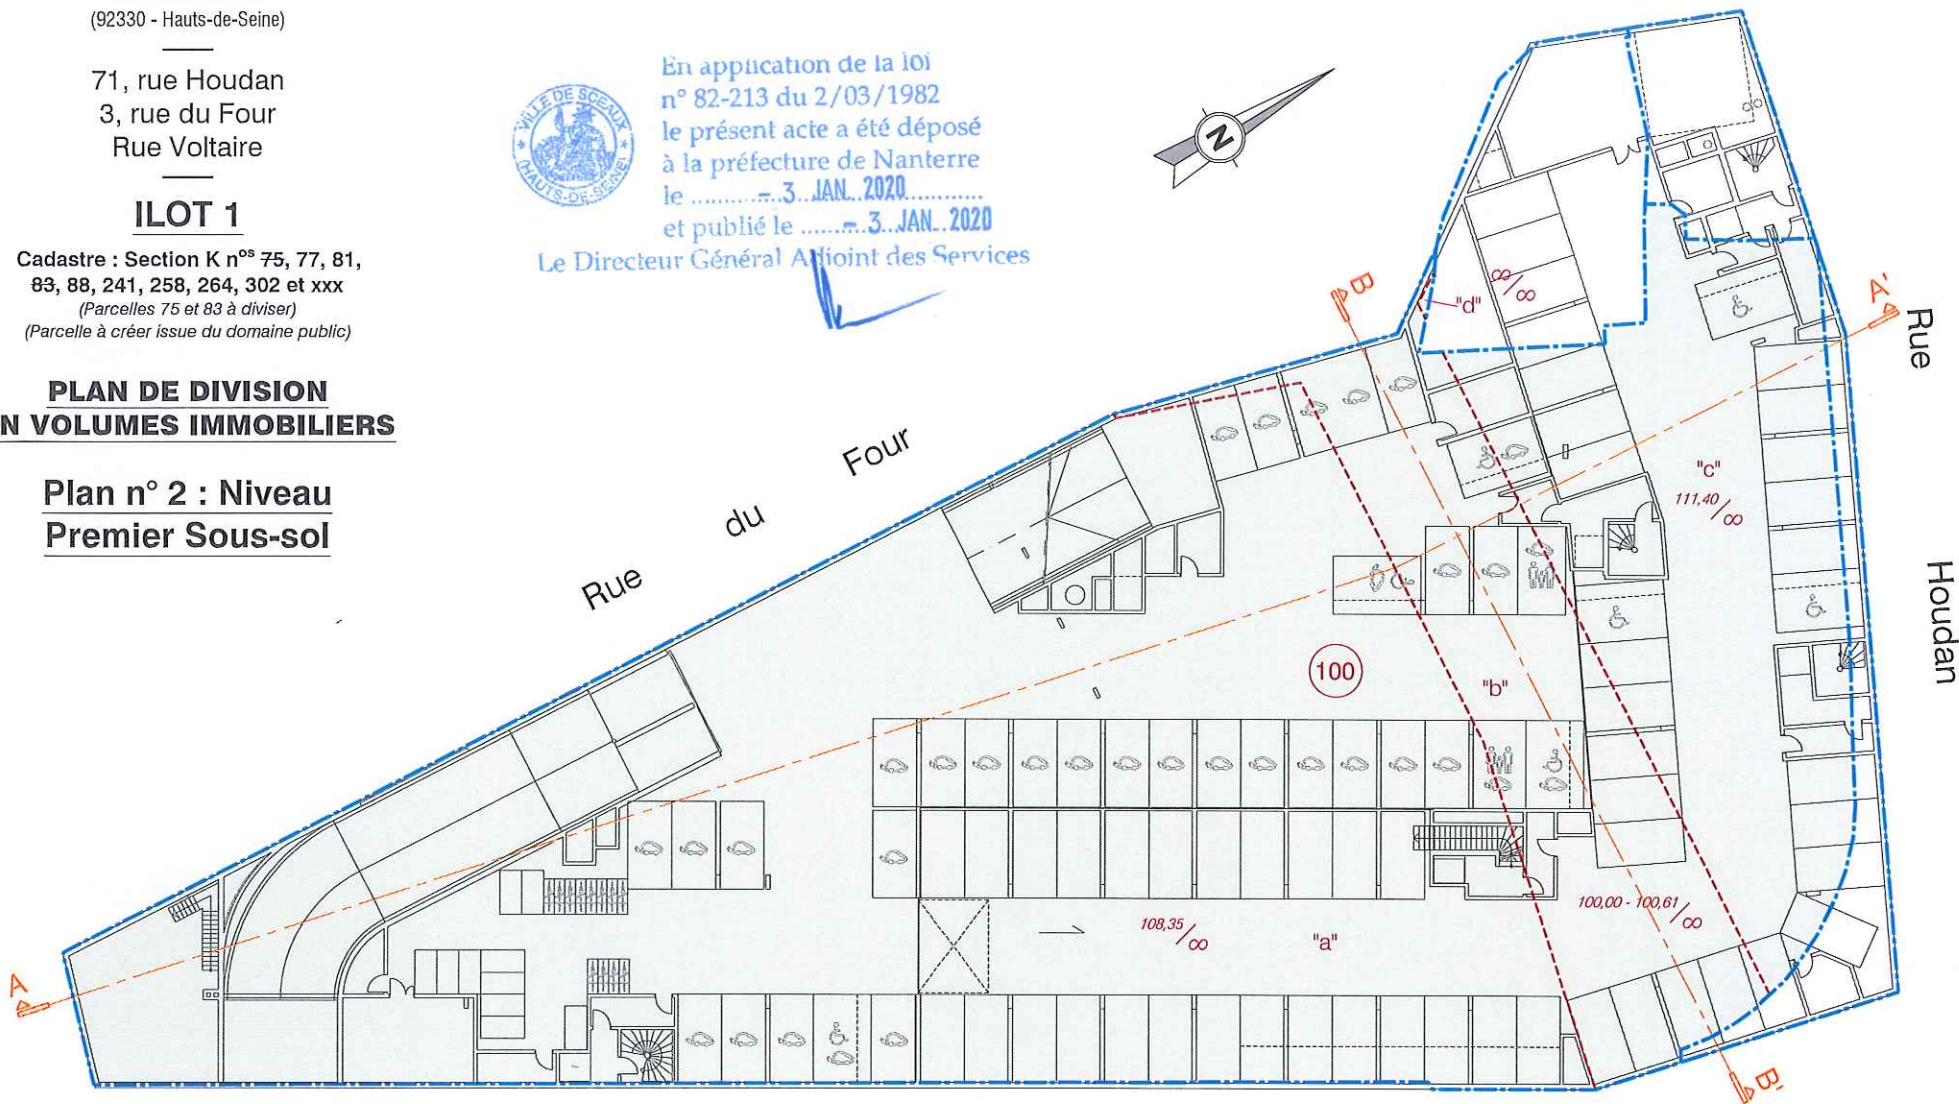 (92330 - Hauts-de-Seine)
71, rue Houdan
3, rue du Four
Rue Voltaire
ILOT 1
Cadastre : Section K nos 75, 77, 81,
83, 88, 241, 258, 264, 302 et xxx
(Parcelles 75 et 83 à diviser)
(Parcelle à créer issue du domaine public)
PLAN DE DIVISION
N VOLUMES IMMOBILIERS
Plan n° 2 : Niveau
Premier Sous-sol
VILLE DE SCEAUX
(HAUTS-DE-SEINE)
En application de la loi
n° 82-213 du 2/03/1982
le présent acte a été déposé
à la préfecture de Nanterre
le ........... - 3 JAN. 2020 ............
et publié le ....... - 3 JAN. 2020
Le Directeur Général Adjoint des Services
N
Rue du Four
Rue Houdan
B
A'
"d"
∞/∞
"c"
111,40/∞
100
"b"
100,00 - 100,61/∞
108,35/∞
"a"
A
B'